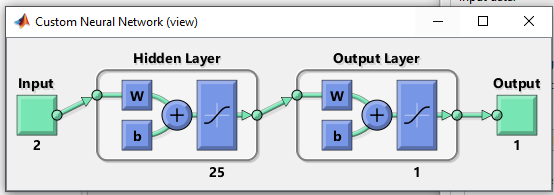 Custom Neural Network (view)
Hidden Layer
Output Layer
Input
Output
W
W
b
b
2
1
25
1